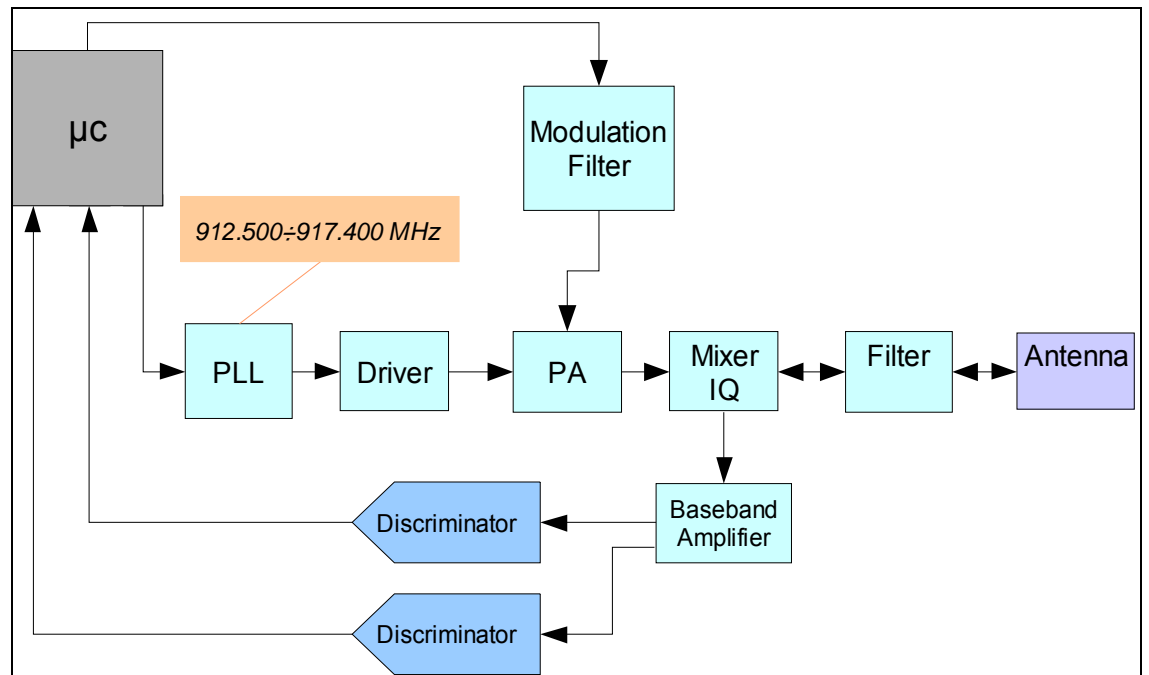 µc
Modulation
Filter
912.500÷917.400 MHz
PLL
Driver
PA
Mixer
IQ
Filter
Antenna
Baseband
Amplifier
Discriminator
Discriminator